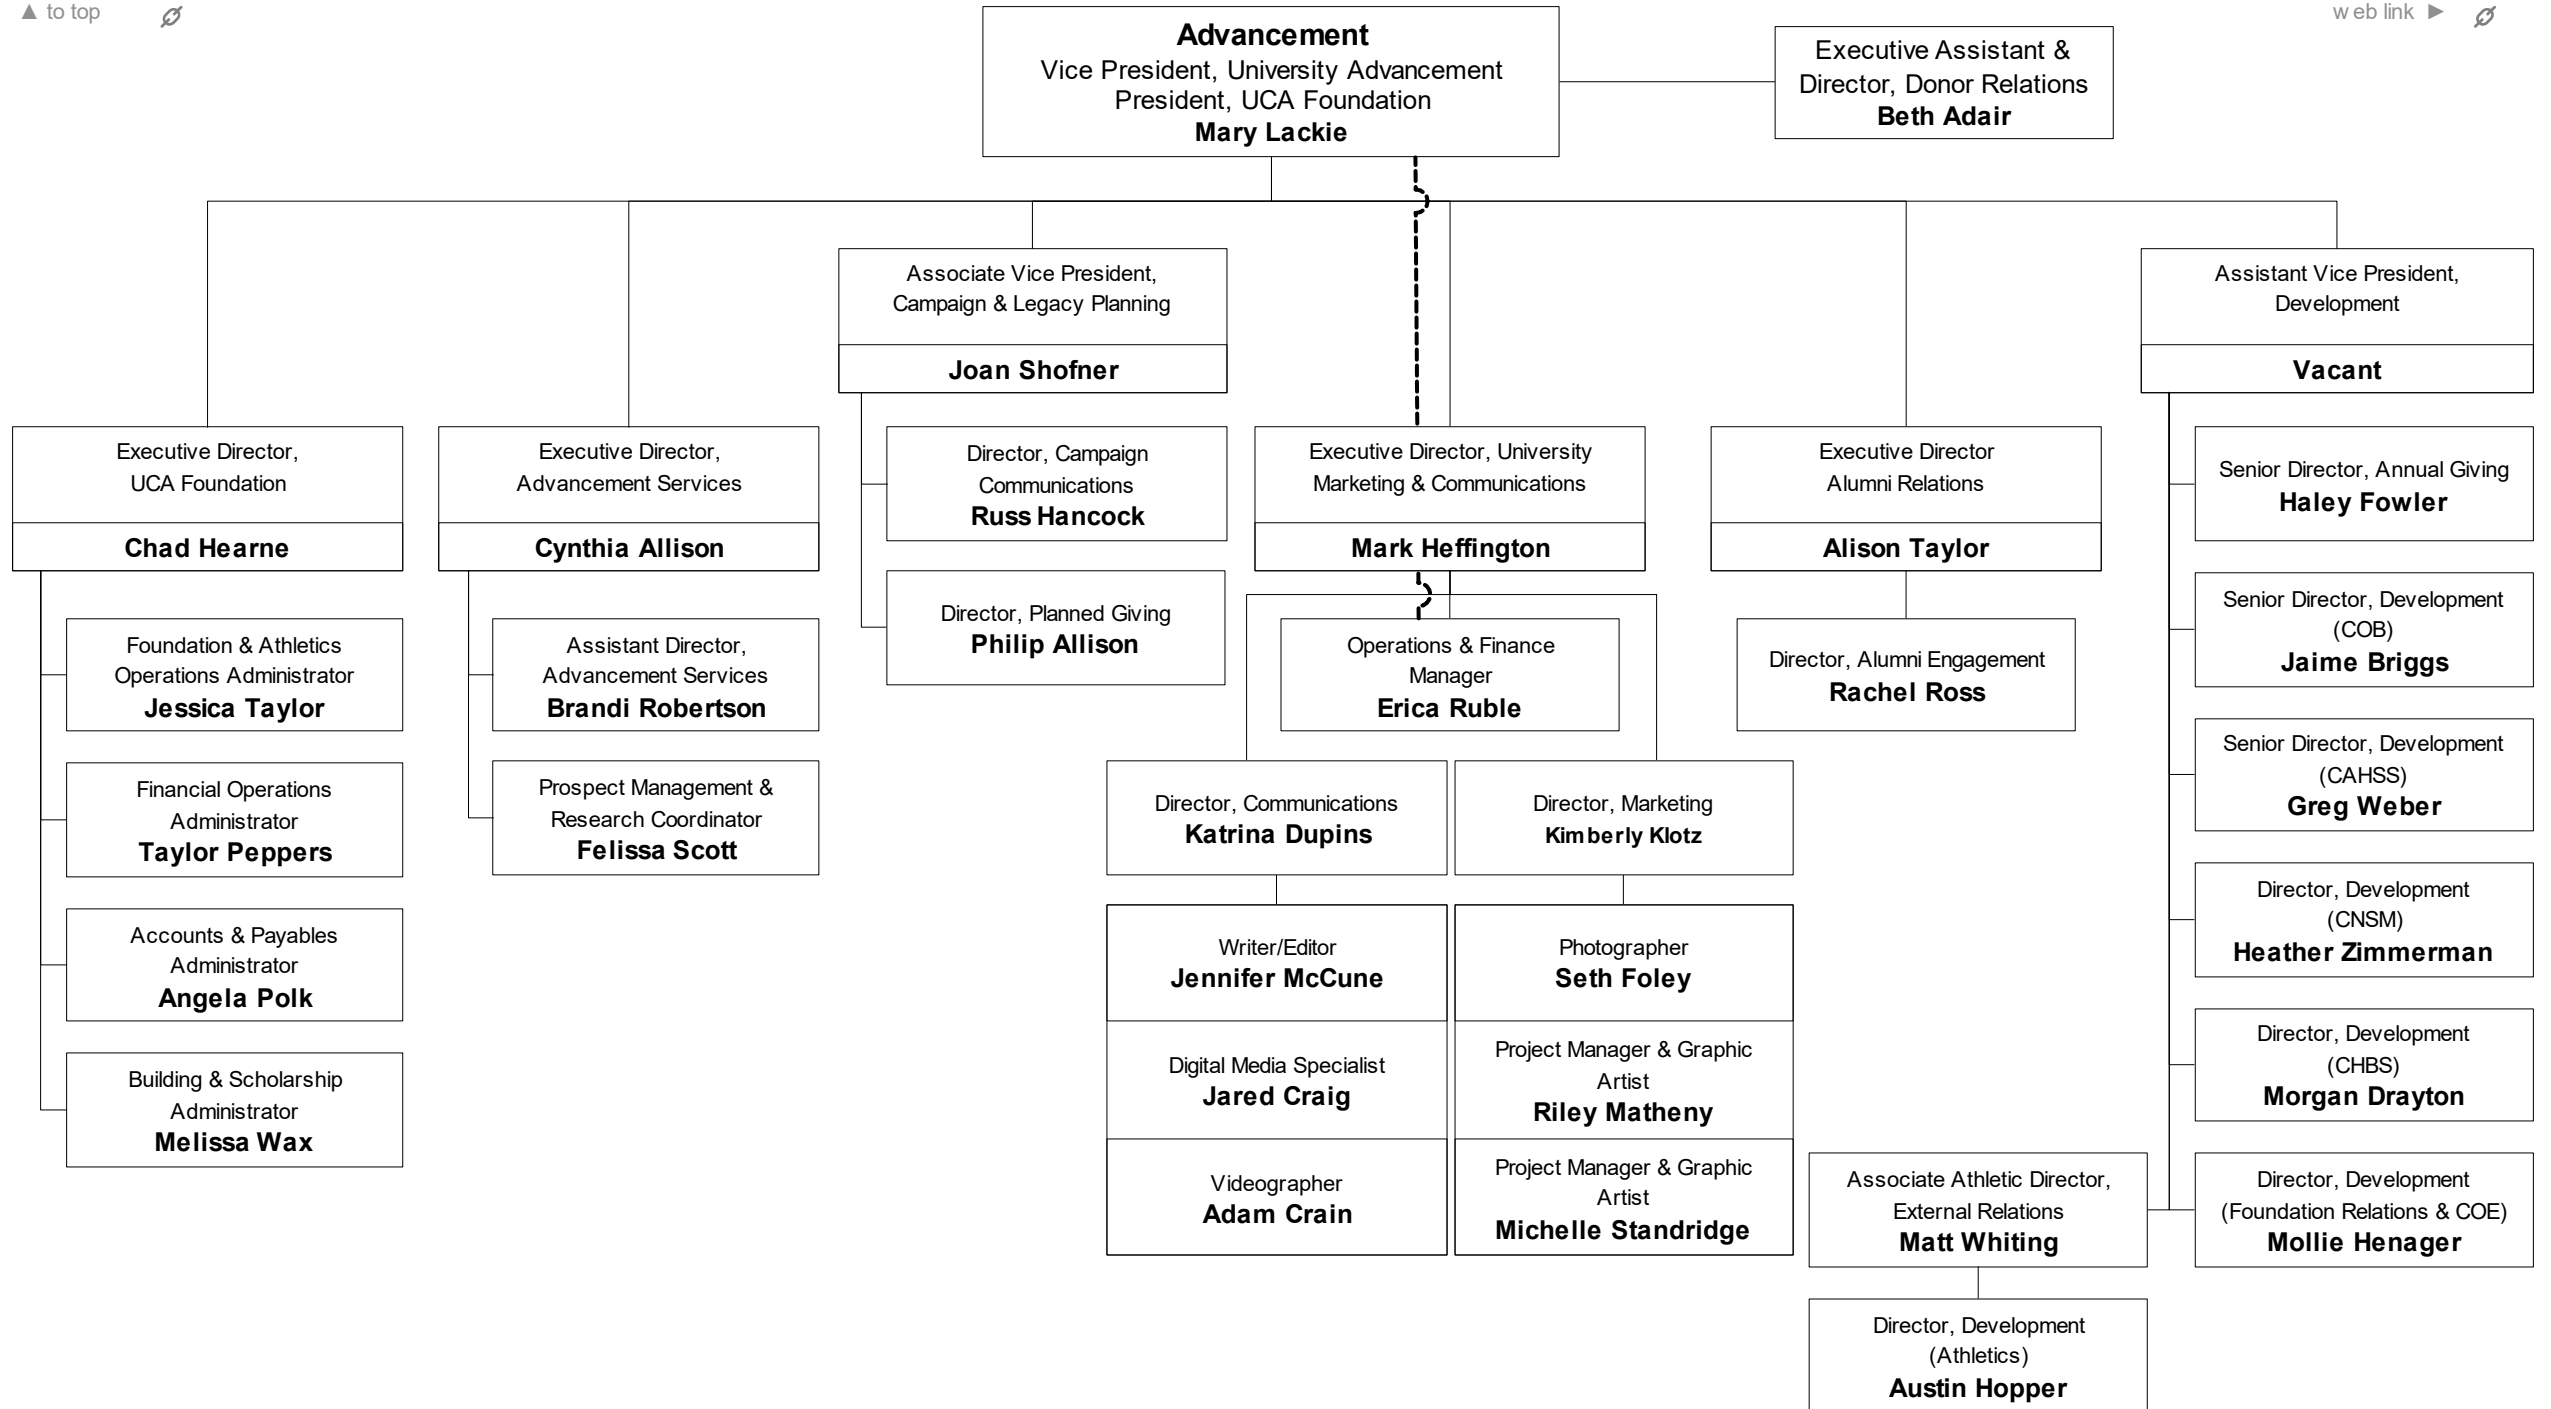 ▲ to top
web link ►
Advancement
Vice President, University Advancement
President, UCA Foundation
Mary Lackie
Executive Assistant &
Director, Donor Relations
Beth Adair
Executive Director,
UCA Foundation
Chad Hearne
Foundation & Athletics
Operations Administrator
Jessica Taylor
Financial Operations
Administrator
Taylor Peppers
Accounts & Payables
Administrator
Angela Polk
Building & Scholarship
Administrator
Melissa Wax
Executive Director,
Advancement Services
Cynthia Allison
Assistant Director,
Advancement Services
Brandi Robertson
Prospect Management &
Research Coordinator
Felissa Scott
Associate Vice President,
Campaign & Legacy Planning
Joan Shofner
Director, Campaign
Communications
Russ Hancock
Director, Planned Giving
Philip Allison
Executive Director, University
Marketing & Communications
Mark Heffington
Operations & Finance
Manager
Erica Ruble
Director, Communications
Katrina Dupins
Writer/Editor
Jennifer McCune
Digital Media Specialist
Jared Craig
Videographer
Adam Crain
Director, Marketing
Kimberly Klotz
Photographer
Seth Foley
Project Manager & Graphic
Artist
Riley Matheny
Project Manager & Graphic
Artist
Michelle Standridge
Executive Director
Alumni Relations
Alison Taylor
Director, Alumni Engagement
Rachel Ross
Assistant Vice President,
Development
Vacant
Senior Director, Annual Giving
Haley Fowler
Senior Director, Development
(COB)
Jaime Briggs
Senior Director, Development
(CAHSS)
Greg Weber
Director, Development
(CNSM)
Heather Zimmerman
Director, Development
(CHBS)
Morgan Drayton
Director, Development
(Foundation Relations & COE)
Mollie Henager
Associate Athletic Director,
External Relations
Matt Whiting
Director, Development
(Athletics)
Austin Hopper